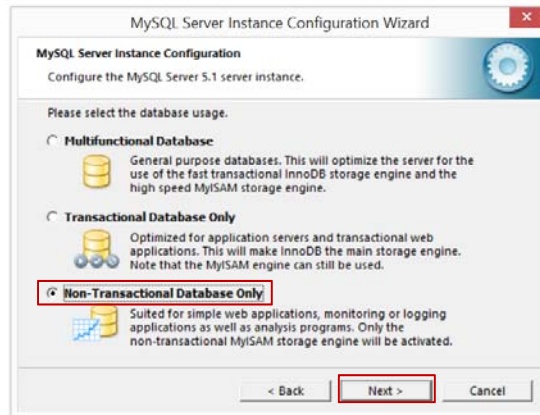 MySQL Server Instance Configuration Wizard
MySQL Server Instance Configuration
Configure the MySQL Server 5.1 server instance.
Please select the database usage.
Multifunctional Database
General purpose databases. This will optimize the server for the
use of the fast transactional InnoDB storage engine and the
high speed MyISAM storage engine.
Transactional Database Only
Optimized for application servers and transactional web
applications. This will make InnoDB the main storage engine.
Note that the MyISAM engine can still be used.
Non-Transactional Database Only
Suited for simple web applications, monitoring or logging
applications as well as analysis programs. Only the
non-transactional MyISAM storage engine will be activated.
< Back Next > Cancel